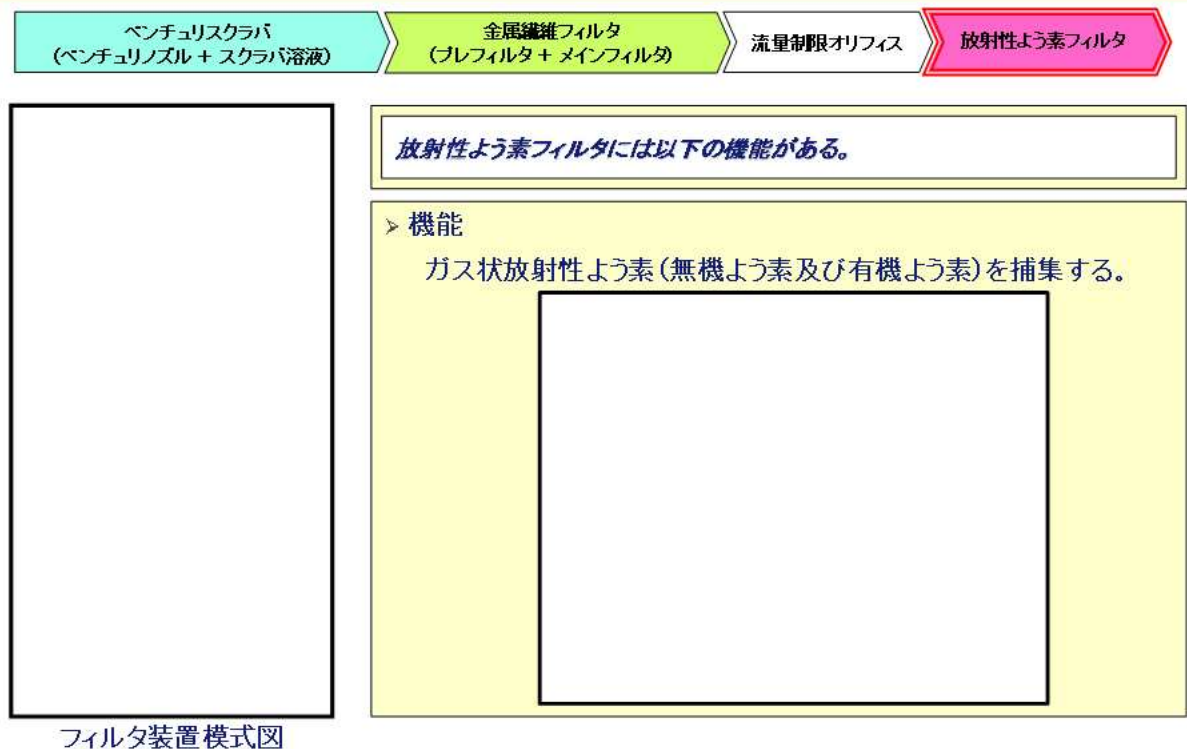 ベンチュリスクラバ
(ベンチュリノズル + スクラバ溶液)
金属繊維フィルタ
(プレフィルタ + メインフィルタ)
流量制限オリフィス
放射性よう素フィルタ
放射性よう素フィルタには以下の機能がある。
➢ 機能
ガス状放射性よう素(無機よう素及び有機よう素)を捕集する。
フィルタ装置模式図